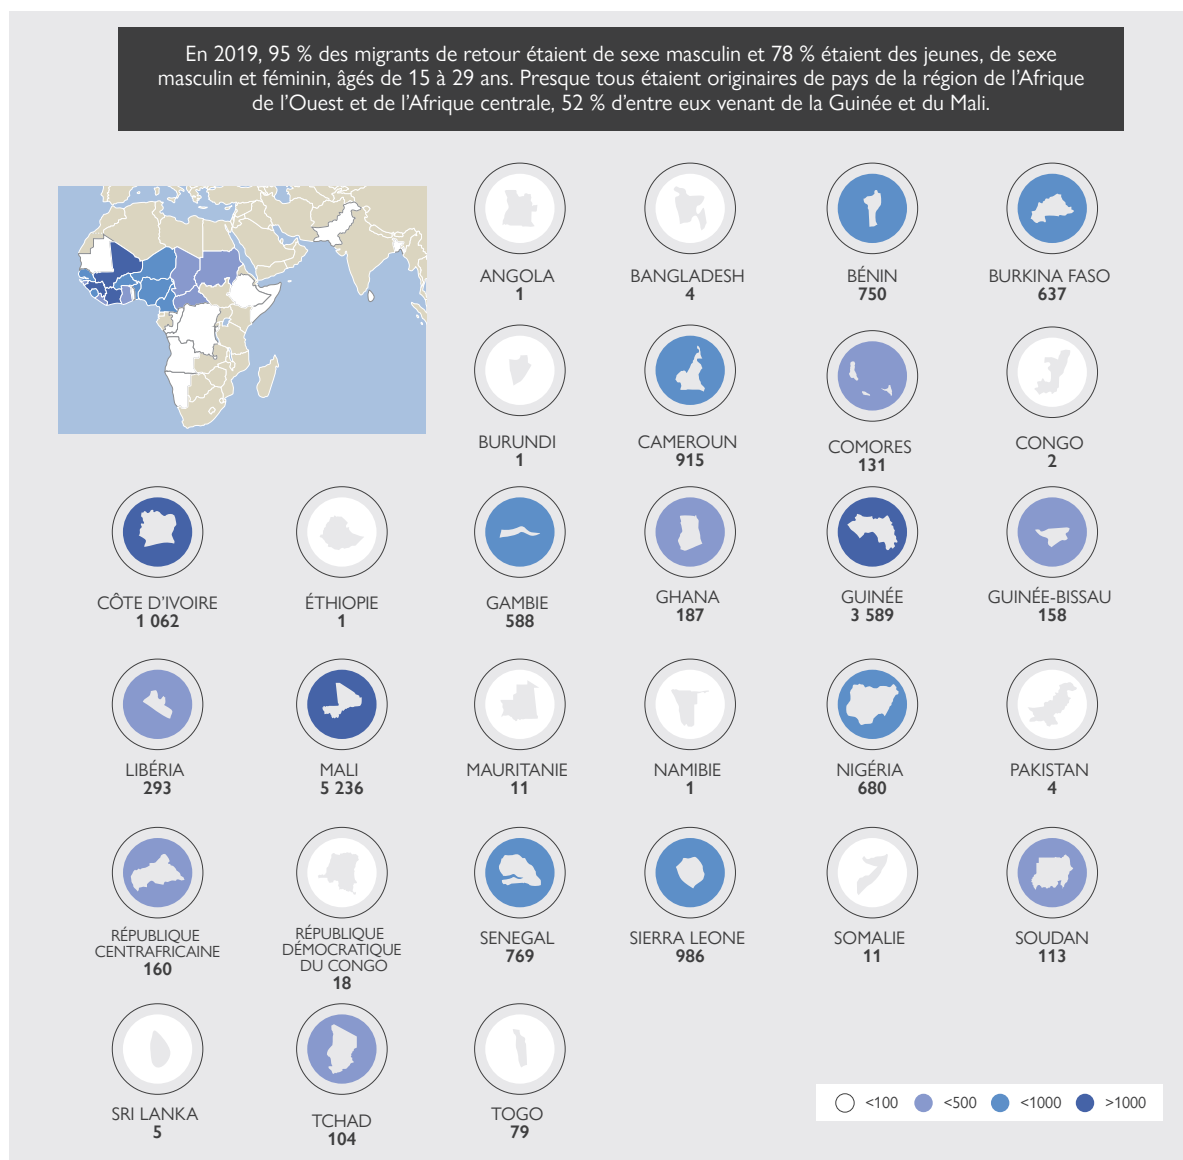 En 2019, 95 % des migrants de retour étaient de sexe masculin et 78 % étaient des jeunes, de sexe
masculin et féminin, âgés de 15 à 29 ans. Presque tous étaient originaires de pays de la région de l’Afrique
de l’Ouest et de l’Afrique centrale, 52 % d’entre eux venant de la Guinée et du Mali.
ANGOLA
1
BANGLADESH
4
BÉNIN
750
BURKINA FASO
637
BURUNDI
1
CAMEROUN
915
COMORES
131
CONGO
2
CÔTE D’IVOIRE
1 062
ÉTHIOPIE
1
GAMBIE
588
GHANA
187
GUINÉE
3 589
GUINÉE-BISSAU
158
LIBÉRIA
293
MALI
5 236
MAURITANIE
11
NAMIBIE
1
NIGÉRIA
680
PAKISTAN
4
RÉPUBLIQUE
CENTRAFRICAINE
160
RÉPUBLIQUE
DÉMOCRATIQUE
DU CONGO
18
SENEGAL
769
SIERRA LEONE
986
SOMALIE
11
SOUDAN
113
SRI LANKA
5
TCHAD
104
TOGO
79
<100 <500 <1000 >1000